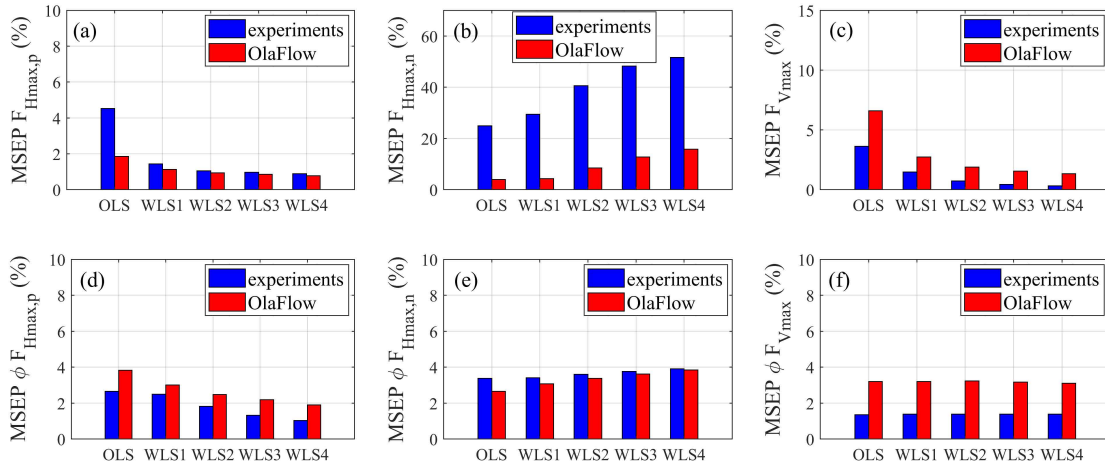 (a)
experiments
OlaFlow
MSEP F_Hmax,p (%)
10
8
6
4
2
0
OLS WLS1 WLS2 WLS3 WLS4
(b)
experiments
OlaFlow
MSEP F_Hmax,n (%)
60
40
20
0
OLS WLS1 WLS2 WLS3 WLS4
(c)
experiments
OlaFlow
MSEP F_Vmax (%)
15
10
5
0
OLS WLS1 WLS2 WLS3 WLS4
(d)
experiments
OlaFlow
MSEP ϕ F_Hmax,p (%)
10
8
6
4
2
0
OLS WLS1 WLS2 WLS3 WLS4
(e)
experiments
OlaFlow
MSEP ϕ F_Hmax,n (%)
10
8
6
4
2
0
OLS WLS1 WLS2 WLS3 WLS4
(f)
experiments
OlaFlow
MSEP ϕ F_Vmax (%)
10
8
6
4
2
0
OLS WLS1 WLS2 WLS3 WLS4